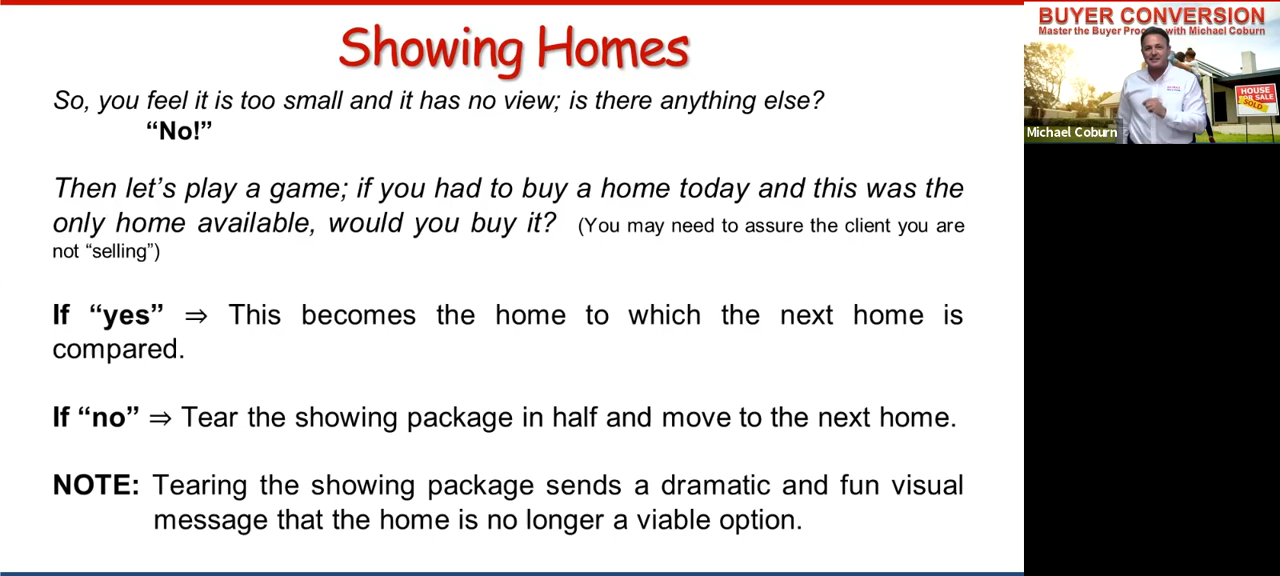 Showing Homes
So, you feel it is too small and it has no view; is there anything else?
“No!”
Then let’s play a game; if you had to buy a home today and this was the
only home available, would you buy it? (You may need to assure the client you are
not “selling”)
If “yes” ⇒ This becomes the home to which the next home is
compared.
If “no” ⇒ Tear the showing package in half and move to the next home.
NOTE: Tearing the showing package sends a dramatic and fun visual
message that the home is no longer a viable option.
BUYER CONVERSION
Master the Buyer Pro with Michael Coburn
HOUSE
FOR SALE
SOLD
Michael Coburn